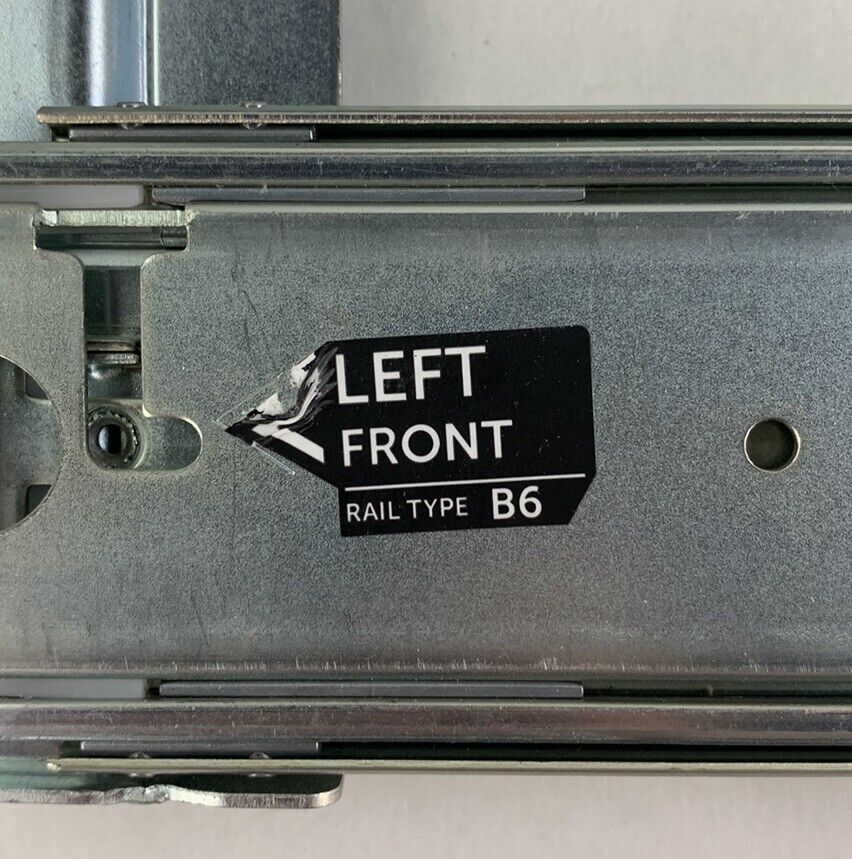 LEFT
FRONT
RAIL TYPE B6